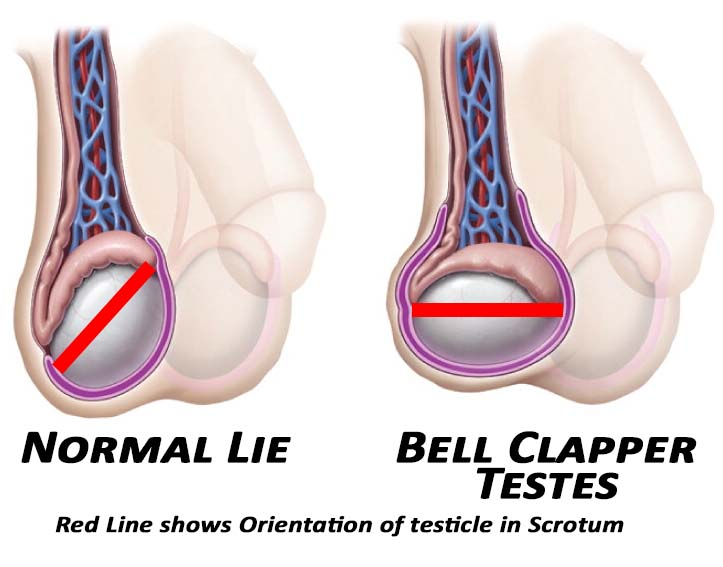 Normal Lie
Bell Clapper
Testes
Red Line shows Orientation of testicle in Scrotum